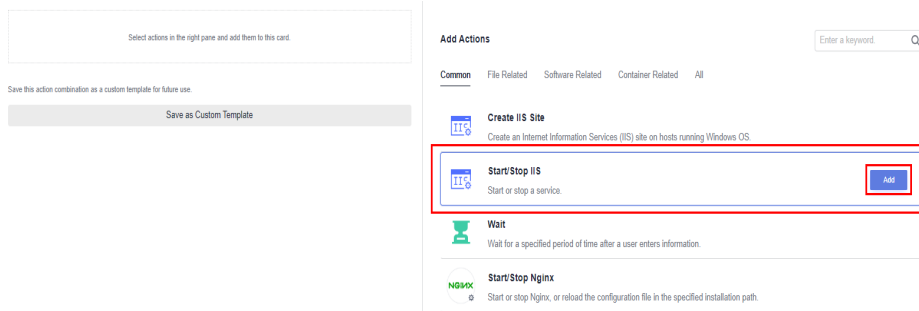 Select actions in the right pane and add them to this card.
Save this action combination as a custom template for future use.
Save as Custom Template
Add Actions
Enter a keyword.
Common File Related Software Related Container Related All
Create IIS Site
Create an Internet Information Services (IIS) site on hosts running Windows OS.
Start/Stop IIS
Start or stop a service.
Add
Wait
Wait for a specified period of time after a user enters information.
NGINX
Start/Stop Nginx
Start or stop Nginx, or reload the configuration file in the specified installation path.